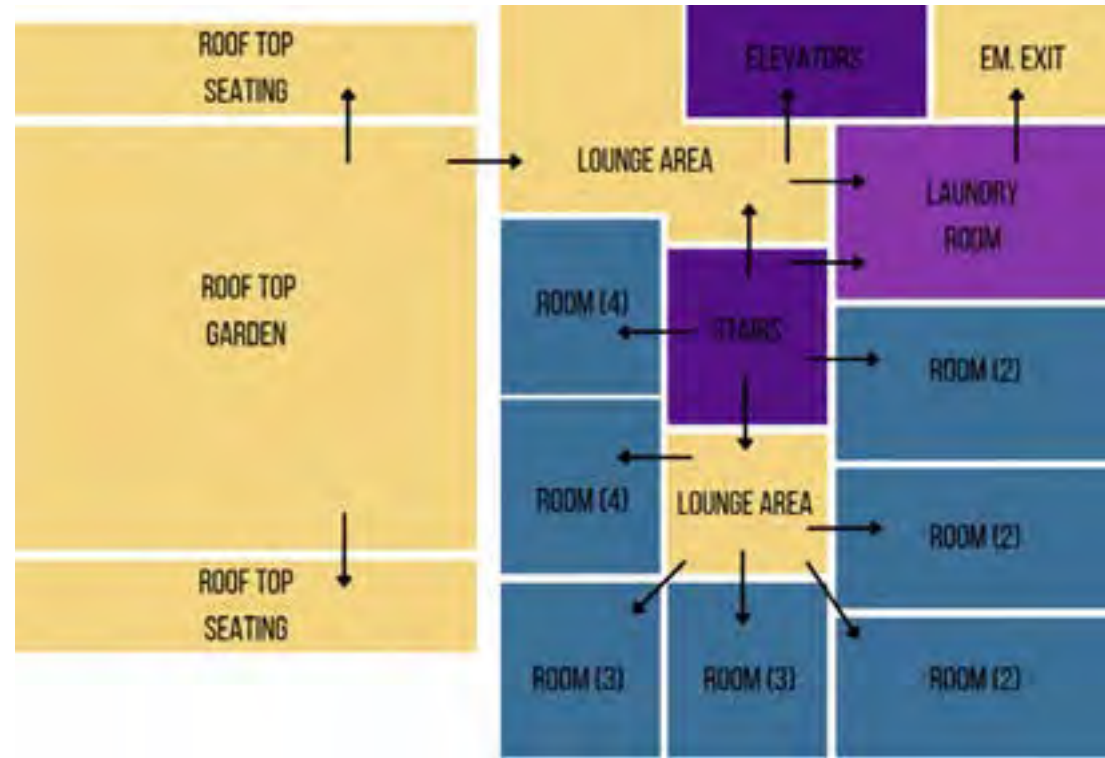 ROOF TOP
SEATING
ELEVATORS
EM. EXIT
LOUNGE AREA
LAUNDRY
ROOM
ROOF TOP
GARDEN
ROOM (4)
STAIRS
ROOM (2)
ROOM (4)
LOUNGE AREA
ROOM (2)
ROOF TOP
SEATING
ROOM (3)
ROOM (3)
ROOM (2)